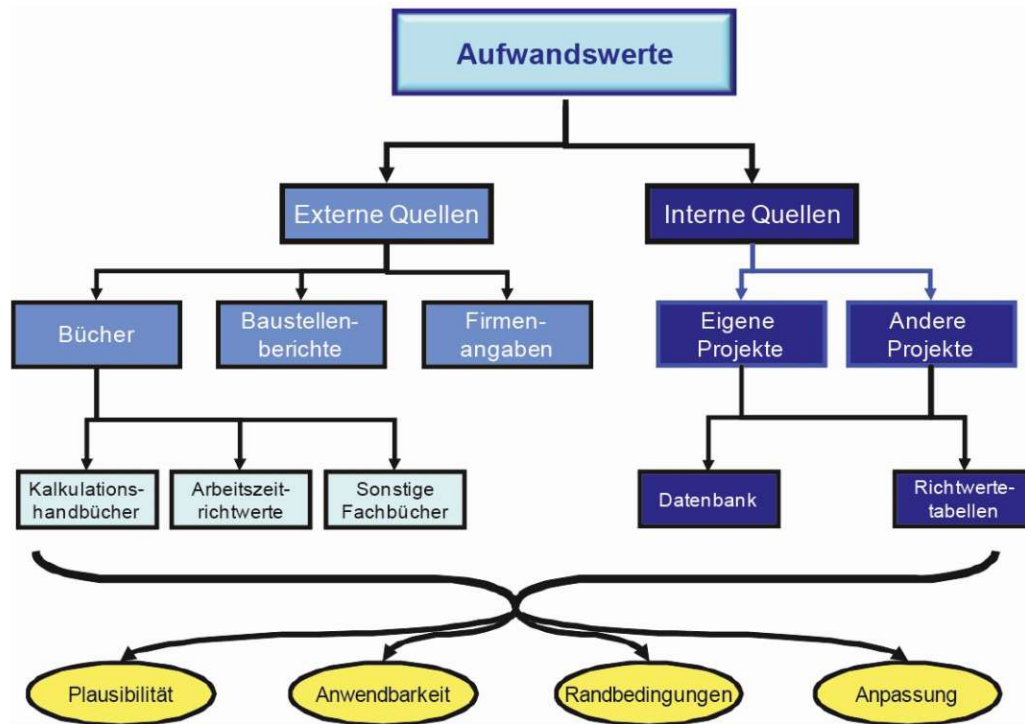 Aufwandswerte
Externe Quellen
Interne Quellen
Bücher
Baustellen-
berichte
Firmen-
angaben
Eigene
Projekte
Andere
Projekte
Kalkulations-
handbücher
Arbeitszeit-
richtwerte
Sonstige
Fachbücher
Datenbank
Richtwerte-
tabellen
Plausibilität
Anwendbarkeit
Randbedingungen
Anpassung